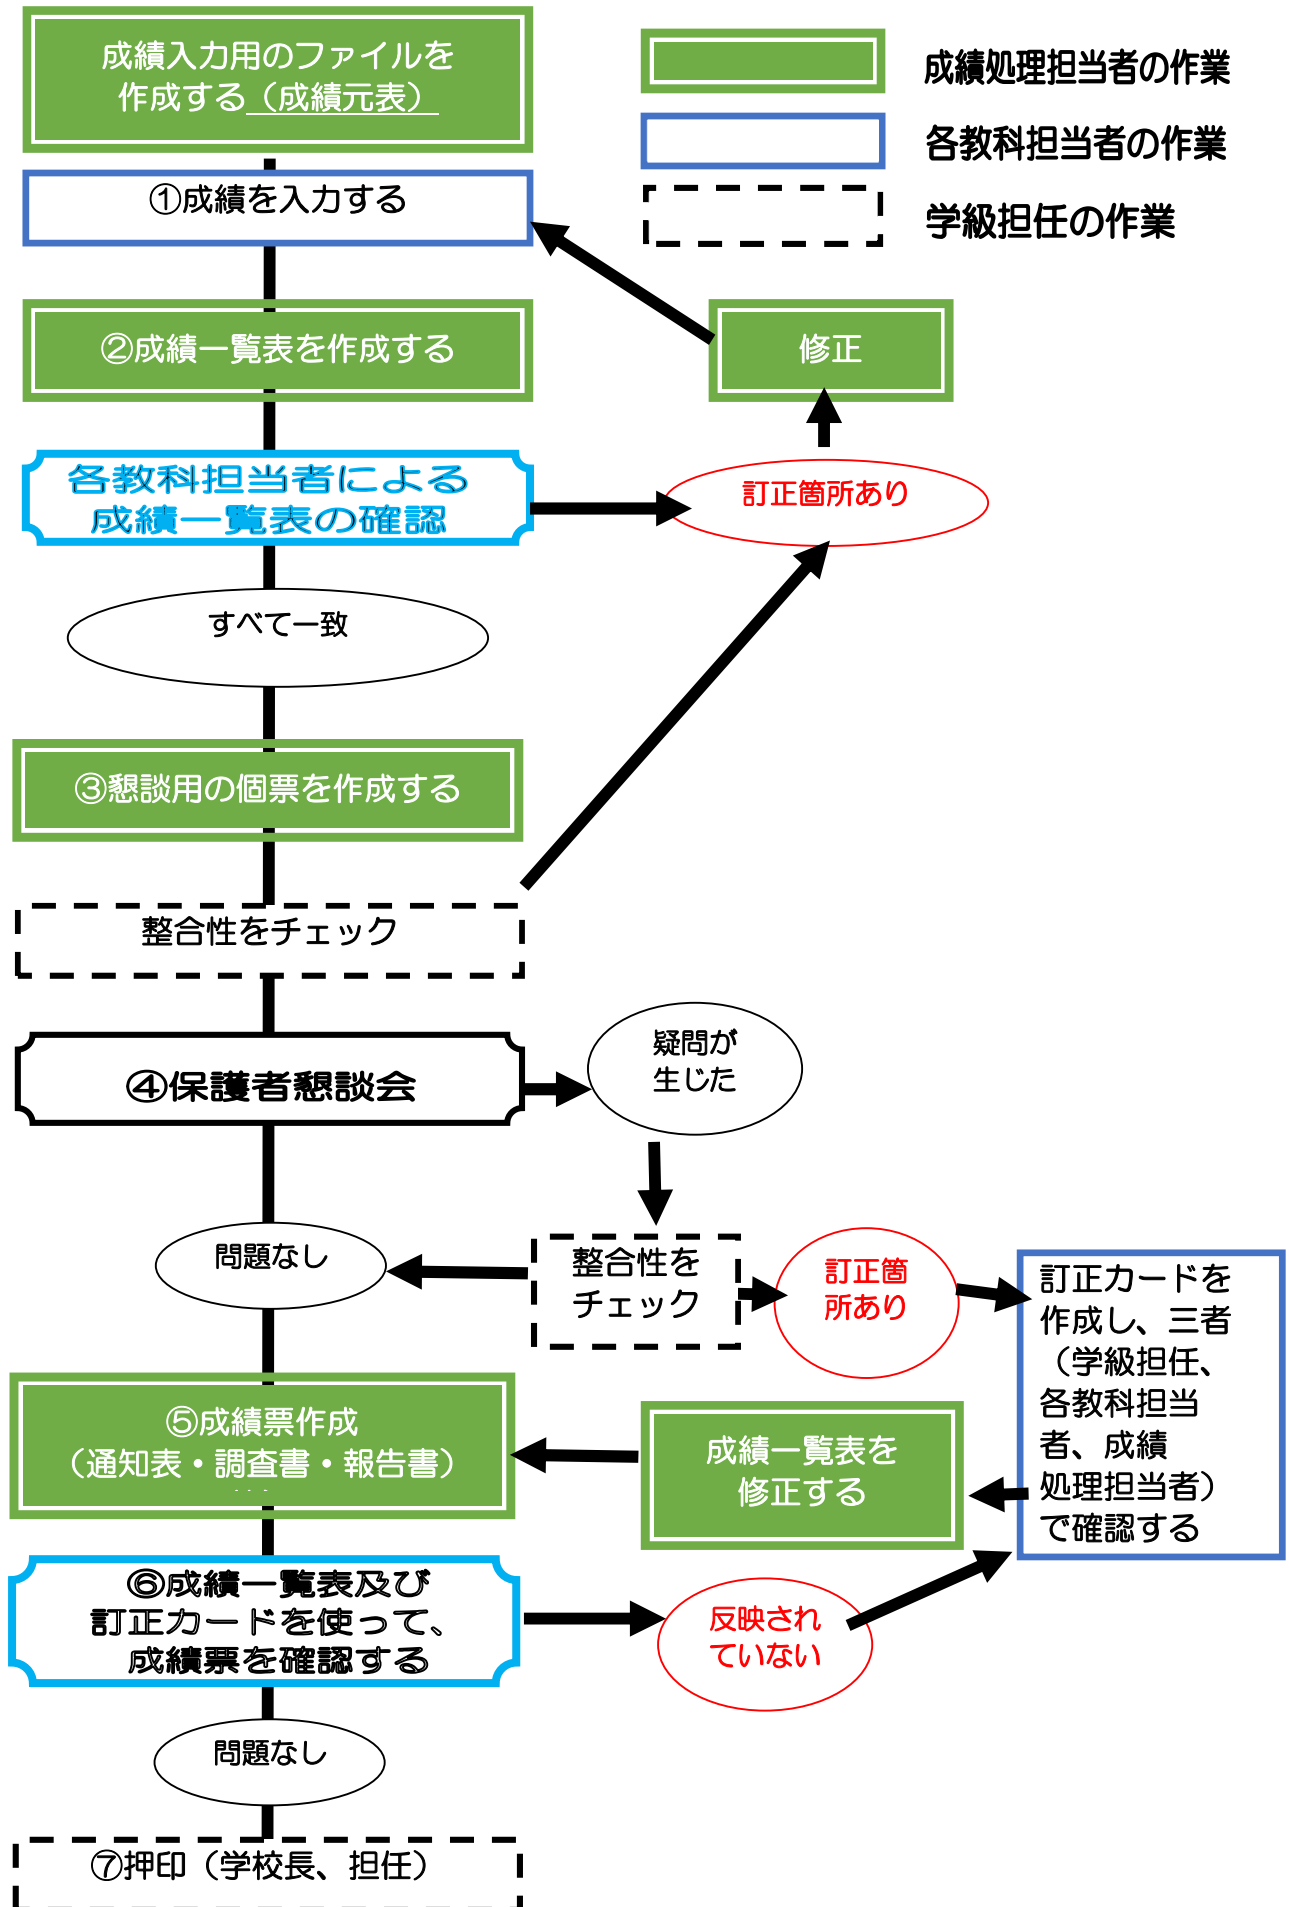 成績入力用のファイルを
作成する（成績元表）
成績処理担当者の作業
各教科担当者の作業
学級担任の作業
①成績を入力する
②成績一覧表を作成する
修正
各教科担当者による
成績一覧表の確認
訂正箇所あり
すべて一致
③懇談用の個票を作成する
整合性をチェック
④保護者懇談会
疑問が
生じた
問題なし
整合性を
チェック
訂正箇
所あり
訂正カードを
作成し、三者
（学級担任、
各教科担当
者、成績
処理担当者）
で確認する
⑤成績票作成
（通知表・調査書・報告書）
成績一覧表を
修正する
⑥成績一覧表及び
訂正カードを使って、
成績票を確認する
反映され
ていない
問題なし
⑦押印（学校長、担任）